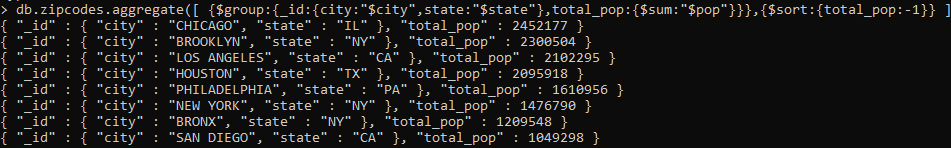 > db.zipcodes.aggregate([ {$group:{_id:{city:"$city",state:"$state"},total_pop:{$sum:"$pop"}}},{$sort:{total_pop:-1}} ]
{ "_id" : { "city" : "CHICAGO", "state" : "IL" }, "total_pop" : 2452177 }
{ "_id" : { "city" : "BROOKLYN", "state" : "NY" }, "total_pop" : 2300504 }
{ "_id" : { "city" : "LOS ANGELES", "state" : "CA" }, "total_pop" : 2102295 }
{ "_id" : { "city" : "HOUSTON", "state" : "TX" }, "total_pop" : 2095918 }
{ "_id" : { "city" : "PHILADELPHIA", "state" : "PA" }, "total_pop" : 1610956 }
{ "_id" : { "city" : "NEW YORK", "state" : "NY" }, "total_pop" : 1476790 }
{ "_id" : { "city" : "BRONX", "state" : "NY" }, "total_pop" : 1209548 }
{ "_id" : { "city" : "SAN DIEGO", "state" : "CA" }, "total_pop" : 1049298 }